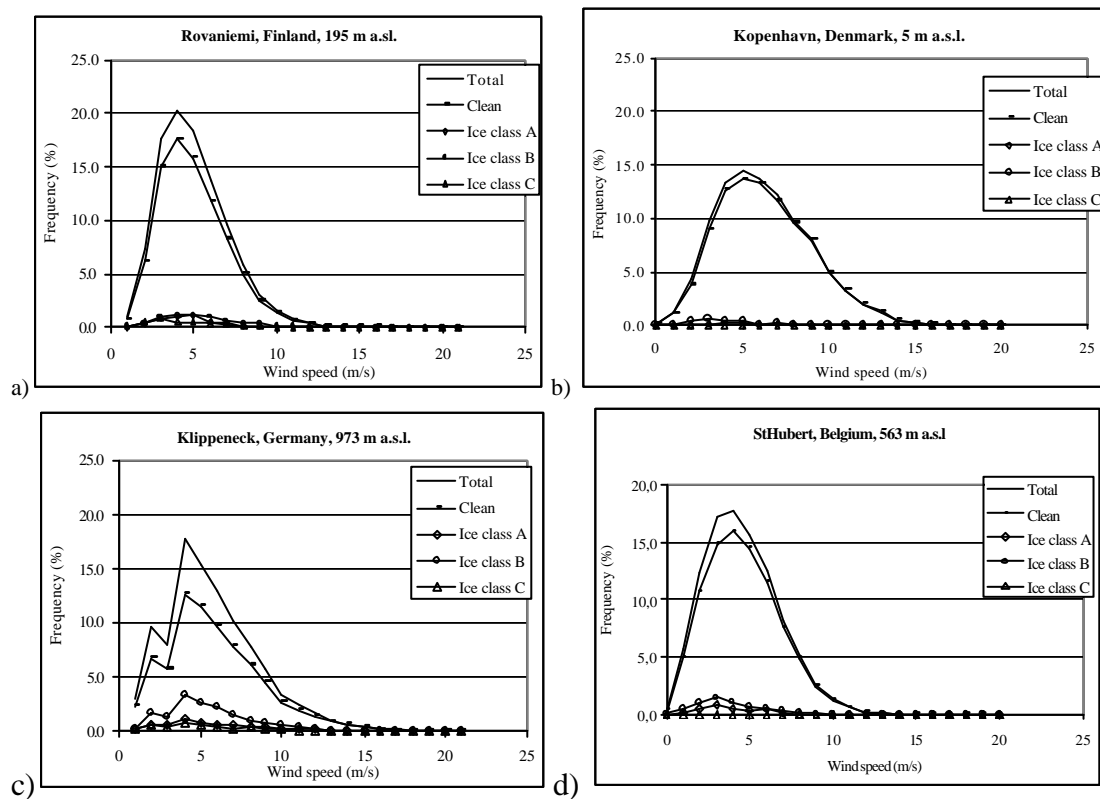 Rovaniemi, Finland, 195 m a.sl.
Frequency (%)
25.0
20.0
15.0
10.0
5.0
0.0
0 5 10 15 20 25
Wind speed (m/s)
Total
Clean
Ice class A
Ice class B
Ice class C
a)
Kopenhavn, Denmark, 5 m a.s.l.
Frequency (%)
25.0
20.0
15.0
10.0
5.0
0.0
0 5 10 15 20 25
Wind speed (m/s)
Total
Clean
Ice class A
Ice class B
Ice class C
b)
Klippeneck, Germany, 973 m a.s.l.
Frequency (%)
25.0
20.0
15.0
10.0
5.0
0.0
0 5 10 15 20 25
Wind speed (m/s)
Total
Clean
Ice class A
Ice class B
Ice class C
c)
StHubert, Belgium, 563 m a.s.l
Frequency (%)
20,0
15,0
10,0
5,0
0,0
0 5 10 15 20 25
Wind speed (m/s)
Total
Clean
Ice class A
Ice class B
Ice class C
d)